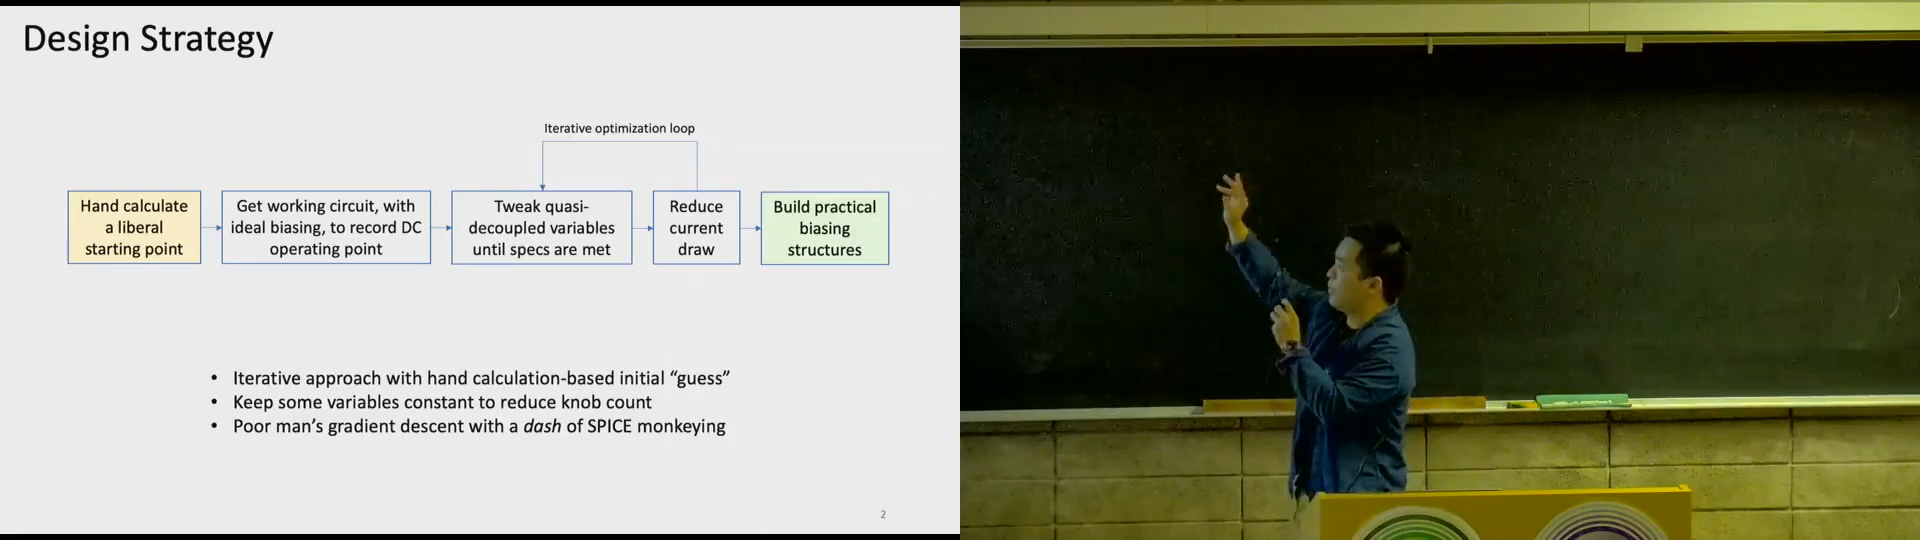 Design Strategy
Iterative optimization loop
Hand calculate
a liberal
starting point
Get working circuit, with
ideal biasing, to record DC
operating point
Tweak quasi-
decoupled variables
until specs are met
Reduce
current
draw
Build practical
biasing
structures
• Iterative approach with hand calculation-based initial “guess”
• Keep some variables constant to reduce knob count
• Poor man’s gradient descent with a dash of SPICE monkeying
2